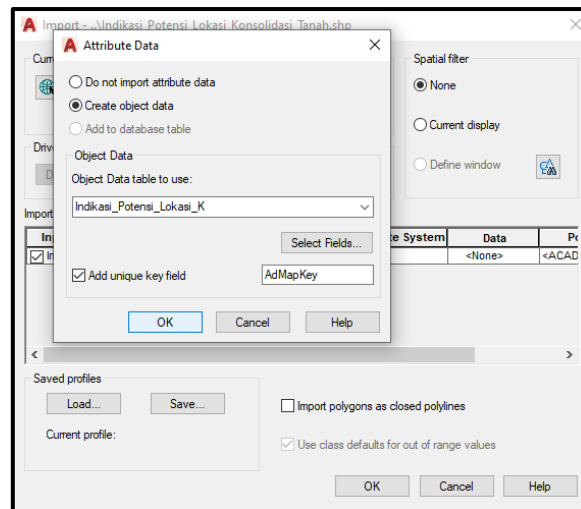 Import - ..\Indikasi_Potensi_Lokasi_Konsolidasi_Tanah.shp
Attribute Data
Do not import attribute data
Create object data
Add to database table
Object Data
Object Data table to use:
Indikasi_Potensi_Lokasi_K
Select Fields...
Add unique key field
AdMapKey
OK
Cancel
Help
Spatial filter
None
Current display
Define window
Import
System
Data
<None>
<ACAD
Saved profiles
Load...
Save...
Current profile:
Import polygons as closed polylines
Use class defaults for out of range values
OK
Cancel
Help